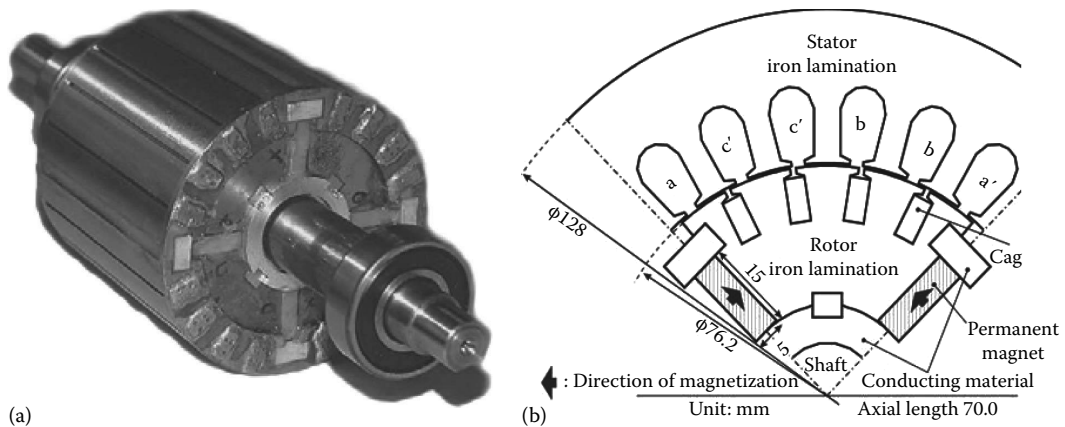 Stator
iron lamination
a
c′
c′
b
b
a′
Rotor
iron lamination
Cag
15
ϕ128
ϕ76.2
5
Shaft
Permanent
magnet
: Direction of magnetization
Conducting material
Unit: mm
Axial length 70.0
(a)
(b)